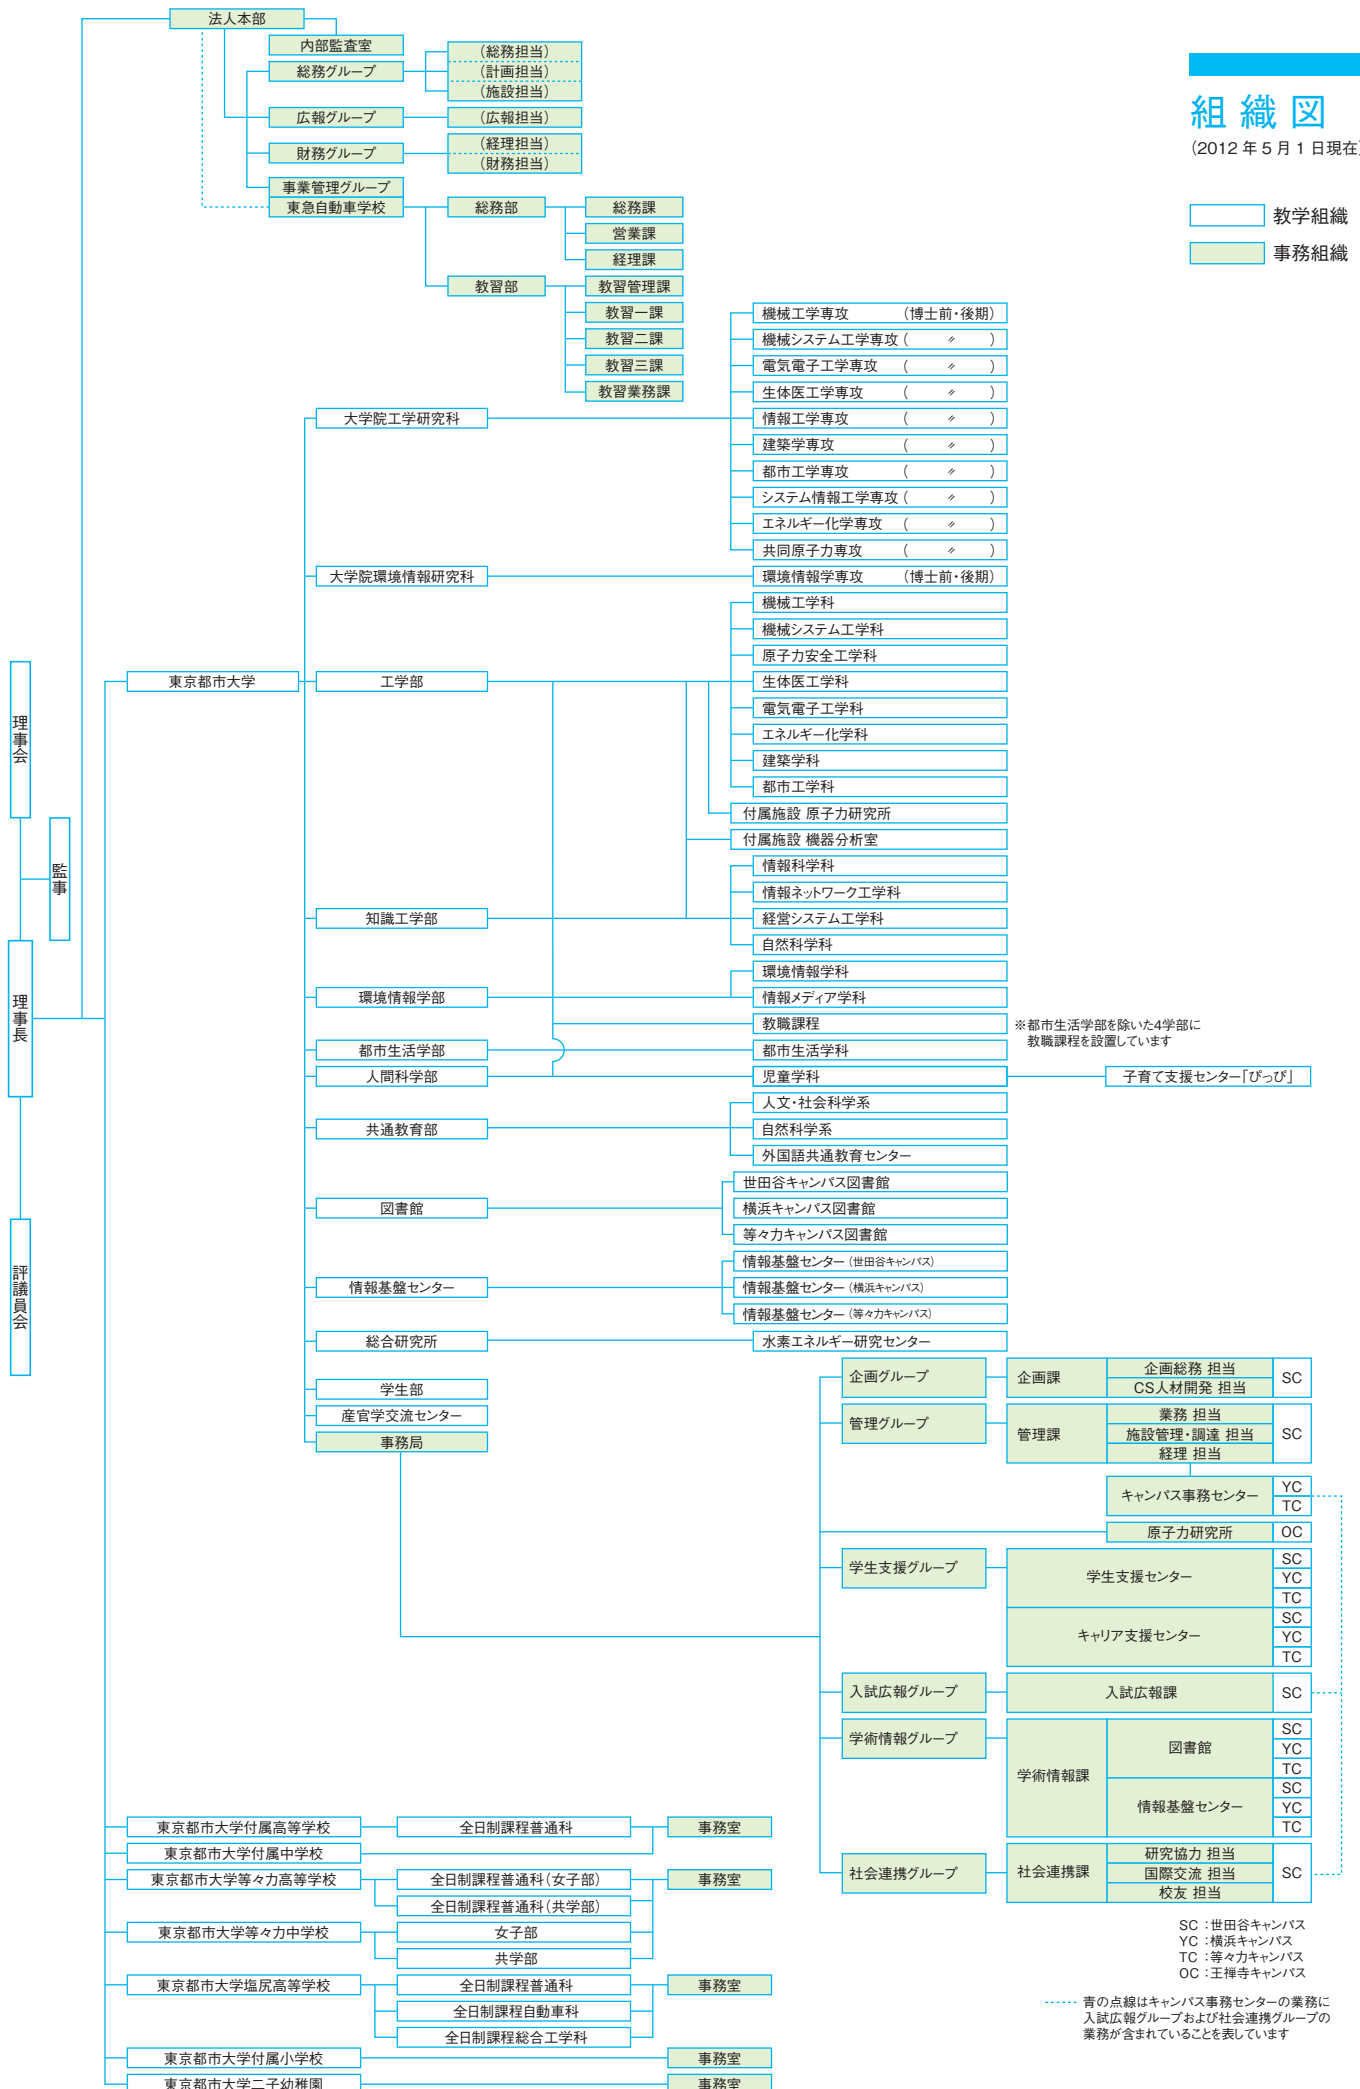 組織図
(2012年5月1日現在)
教学組織
事務組織
法人本部
内部監査室
総務グループ
(総務担当)
(計画担当)
(施設担当)
広報グループ
(広報担当)
財務グループ
(経理担当)
(財務担当)
事業管理グループ
東急自動車学校
総務部
総務課
営業課
経理課
教習部
教習管理課
教習一課
教習二課
教習三課
教習業務課
理事会
監事
理事長
評議員会
東京都市大学
大学院工学研究科
機械工学専攻 (博士前・後期)
機械システム工学専攻 ( 〃 )
電気電子工学専攻 ( 〃 )
生体医工学専攻 ( 〃 )
情報工学専攻 ( 〃 )
建築学専攻 ( 〃 )
都市工学専攻 ( 〃 )
システム情報工学専攻 ( 〃 )
エネルギー化学専攻 ( 〃 )
共同原子力専攻 ( 〃 )
大学院環境情報研究科
環境情報学専攻 (博士前・後期)
工学部
機械工学科
機械システム工学科
原子力安全工学科
生体医工学科
電気電子工学科
エネルギー化学科
建築学科
都市工学科
付属施設 原子力研究所
付属施設 機器分析室
知識工学部
情報科学科
情報ネットワーク工学科
経営システム工学科
自然科学科
環境情報学部
環境情報学科
情報メディア学科
教職課程
※都市生活学部を除いた4学部に
教職課程を設置しています
都市生活学部
都市生活学科
人間科学部
児童学科
子育て支援センター「ぴっぴ」
共通教育部
人文・社会科学系
自然科学系
外国語共通教育センター
図書館
世田谷キャンパス図書館
横浜キャンパス図書館
等々力キャンパス図書館
情報基盤センター
情報基盤センター (世田谷キャンパス)
情報基盤センター (横浜キャンパス)
情報基盤センター (等々力キャンパス)
総合研究所
水素エネルギー研究センター
学生部
産官学交流センター
事務局
企画グループ
企画課
企画総務 担当
CS人材開発 担当
SC
管理グループ
管理課
業務 担当
施設管理・調達 担当
経理 担当
SC
キャンパス事務センター
YC
TC
原子力研究所
OC
学生支援グループ
学生支援センター
SC
YC
TC
キャリア支援センター
SC
YC
TC
入試広報グループ
入試広報課
SC
学術情報グループ
学術情報課
図書館
SC
YC
TC
情報基盤センター
SC
YC
TC
社会連携グループ
社会連携課
研究協力 担当
国際交流 担当
校友 担当
SC
東京都市大学付属高等学校
全日制課程普通科
事務室
東京都市大学付属中学校
東京都市大学等々力高等学校
全日制課程普通科(女子部)
事務室
全日制課程普通科(共学部)
東京都市大学等々力中学校
女子部
共学部
東京都市大学塩尻高等学校
全日制課程普通科
事務室
全日制課程自動車科
全日制課程総合工学科
東京都市大学付属小学校
事務室
東京都市大学二子幼稚園
事務室
SC :世田谷キャンパス
YC :横浜キャンパス
TC :等々力キャンパス
OC :王禅寺キャンパス
青の点線はキャンパス事務センターの業務に
入試広報グループおよび社会連携グループの
業務が含まれていることを表しています